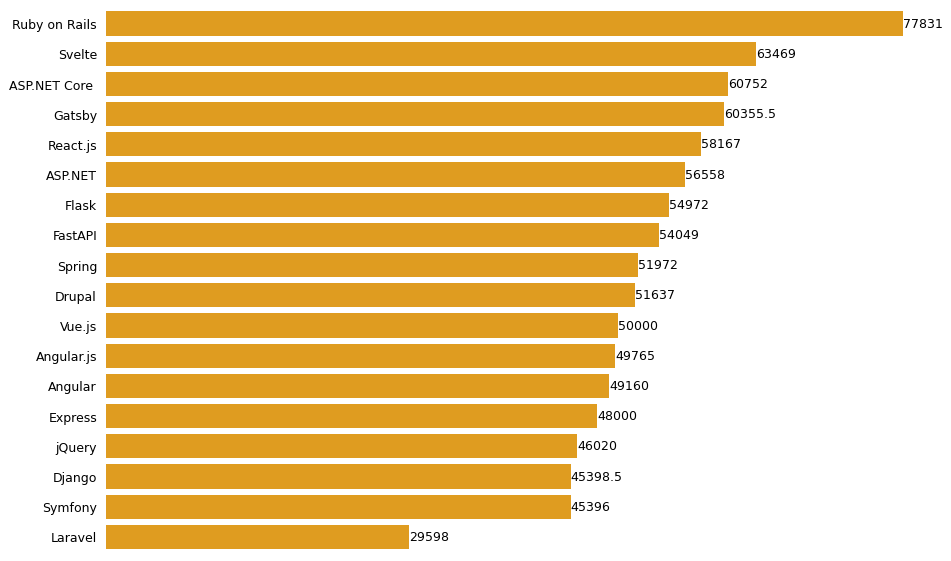 Ruby on Rails 77831
Svelte 63469
ASP.NET Core 60752
Gatsby 60355.5
React.js 58167
ASP.NET 56558
Flask 54972
FastAPI 54049
Spring 51972
Drupal 51637
Vue.js 50000
Angular.js 49765
Angular 49160
Express 48000
jQuery 46020
Django 45398.5
Symfony 45396
Laravel 29598